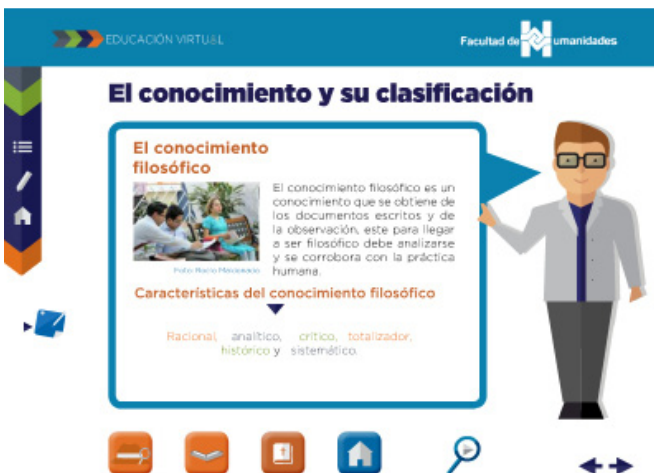 EDUCACIÓN VIRTUAL
Facultad de Humanidades
El conocimiento y su clasificación
El conocimiento
filosófico
El conocimiento filosófico es un
conocimiento que se obtiene de
los documentos escritos y de
la observación, este para llegar
a ser filosófico debe analizarse
y se corrobora con la práctica
humana.
Foto: Rocío Maldonado
Características del conocimiento filosófico
Racional, analítico, crítico, totalizador,
histórico y sistemático.